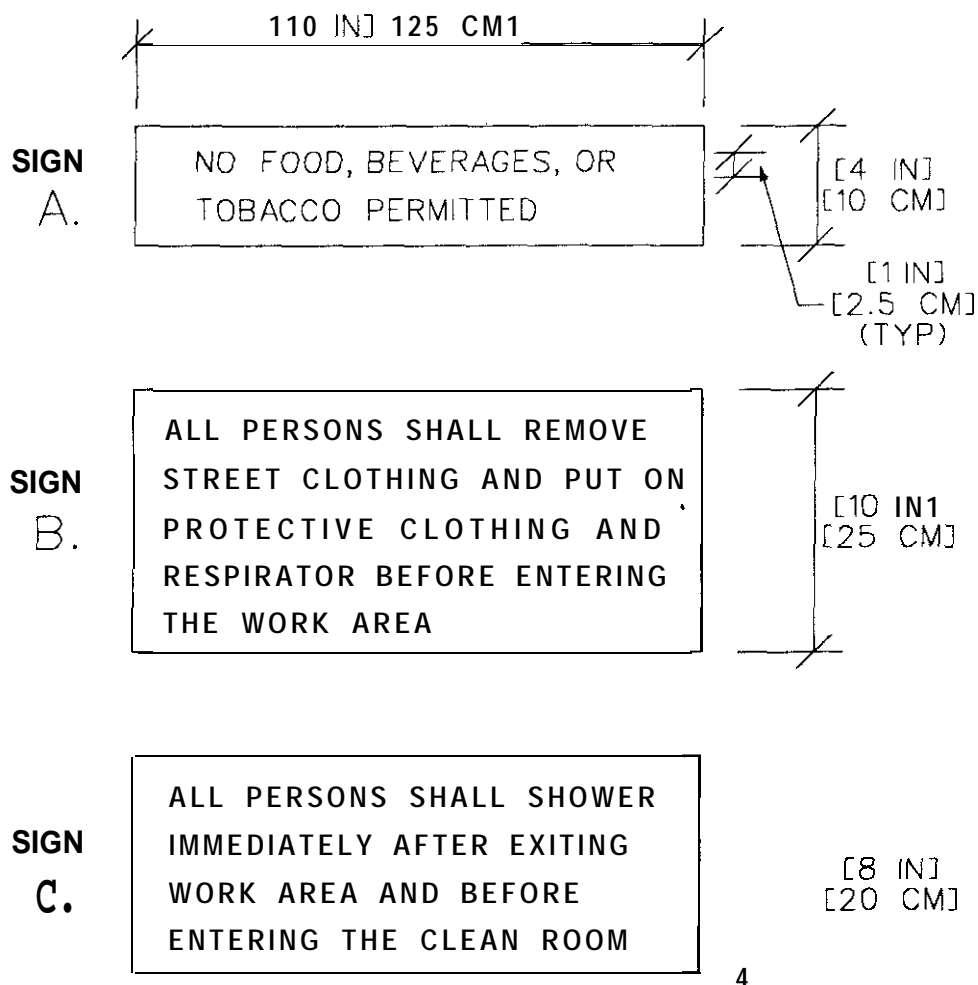 110 IN] 125 CM1
SIGN
A.
NO FOOD, BEVERAGES, OR
TOBACCO PERMITTED
[4 IN]
[10 CM]
[1 IN]
[2.5 CM]
(TYP)
SIGN
B.
ALL PERSONS SHALL REMOVE
STREET CLOTHING AND PUT ON
PROTECTIVE CLOTHING AND
RESPIRATOR BEFORE ENTERING
THE WORK AREA
[10 IN1
[25 CM]
SIGN
C.
ALL PERSONS SHALL SHOWER
IMMEDIATELY AFTER EXITING
WORK AREA AND BEFORE
ENTERING THE CLEAN ROOM
[8 IN]
[20 CM]
4